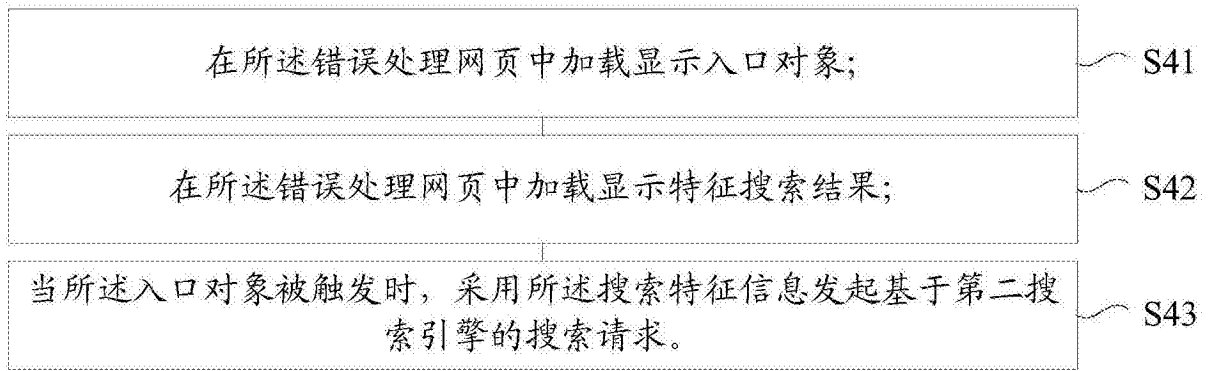 在所述错误处理网页中加载显示入口对象;
S41
在所述错误处理网页中加载显示特征搜索结果;
S42
当所述入口对象被触发时，采用所述搜索特征信息发起基于第二搜
索引擎的搜索请求。
S43